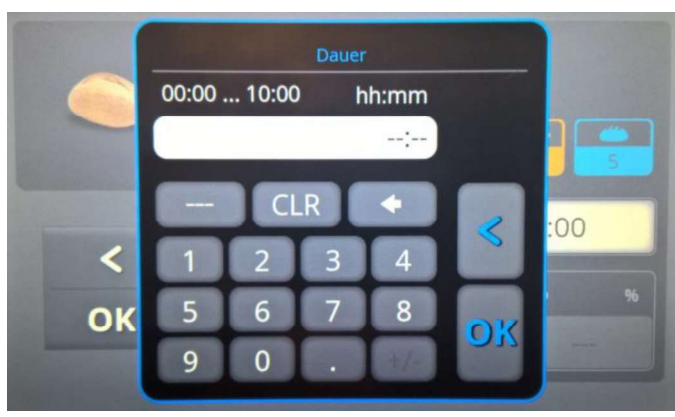 Dauer
00:00 ... 10:00 hh:mm
--:--
--- CLR
<
1 2 3 4
5 6 7 8
OK
9 0 . +/-
5
:00
%
---
<
OK